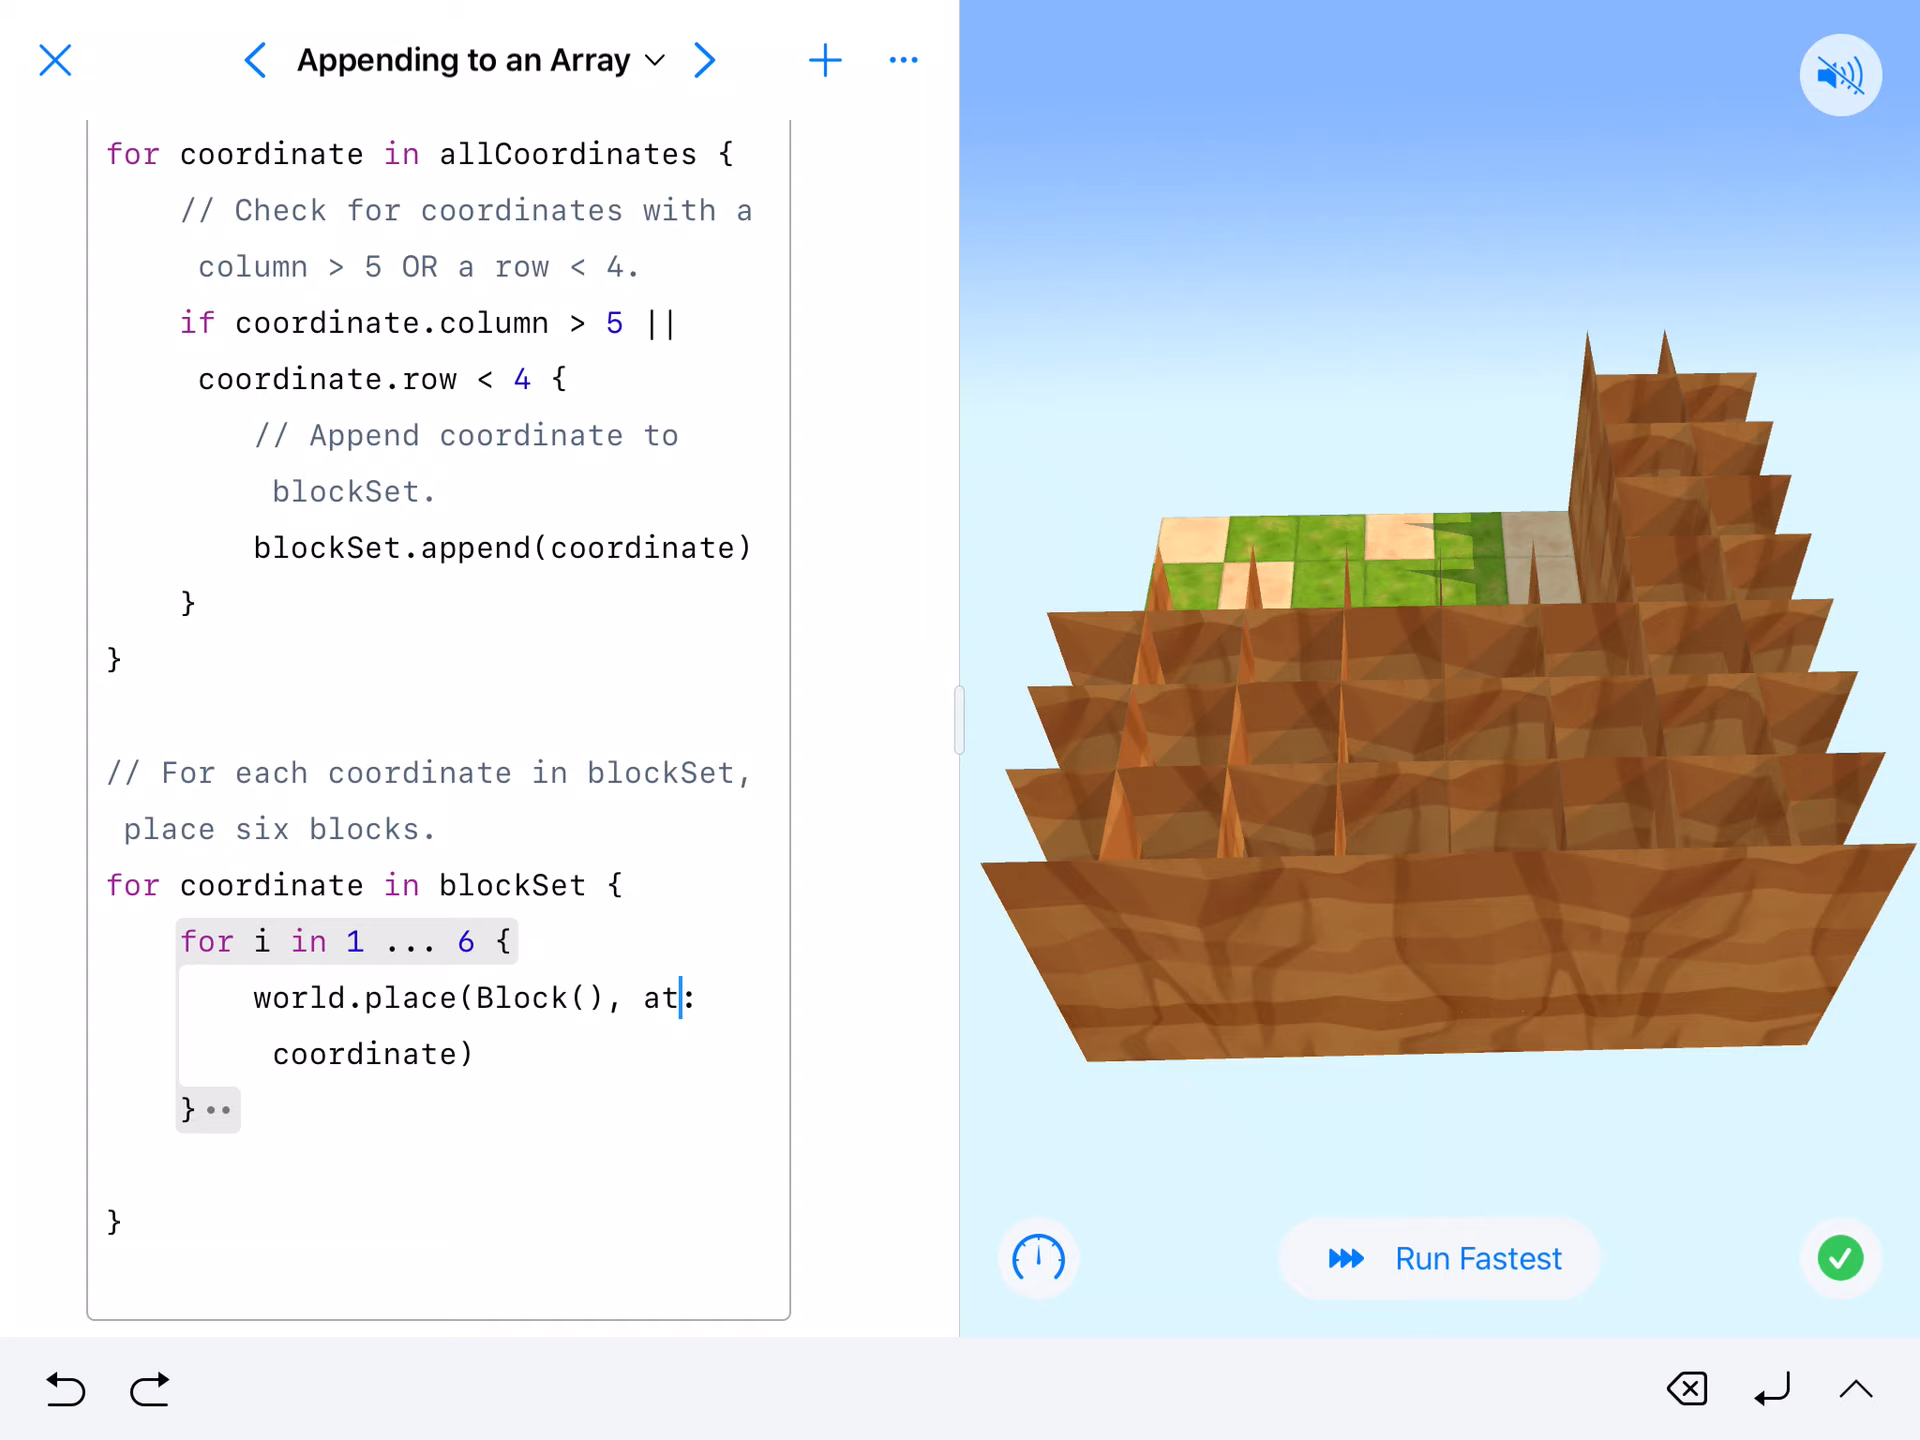 Appending to an Array
for coordinate in allCoordinates {
// Check for coordinates with a
column > 5 OR a row < 4.
if coordinate.column > 5 ||
coordinate.row < 4 {
// Append coordinate to
blockSet.
blockSet.append(coordinate)
}
}
// For each coordinate in blockSet,
place six blocks.
for coordinate in blockSet {
for i in 1 ... 6 {
world.place(Block(), at:
coordinate)
}
}
Run Fastest